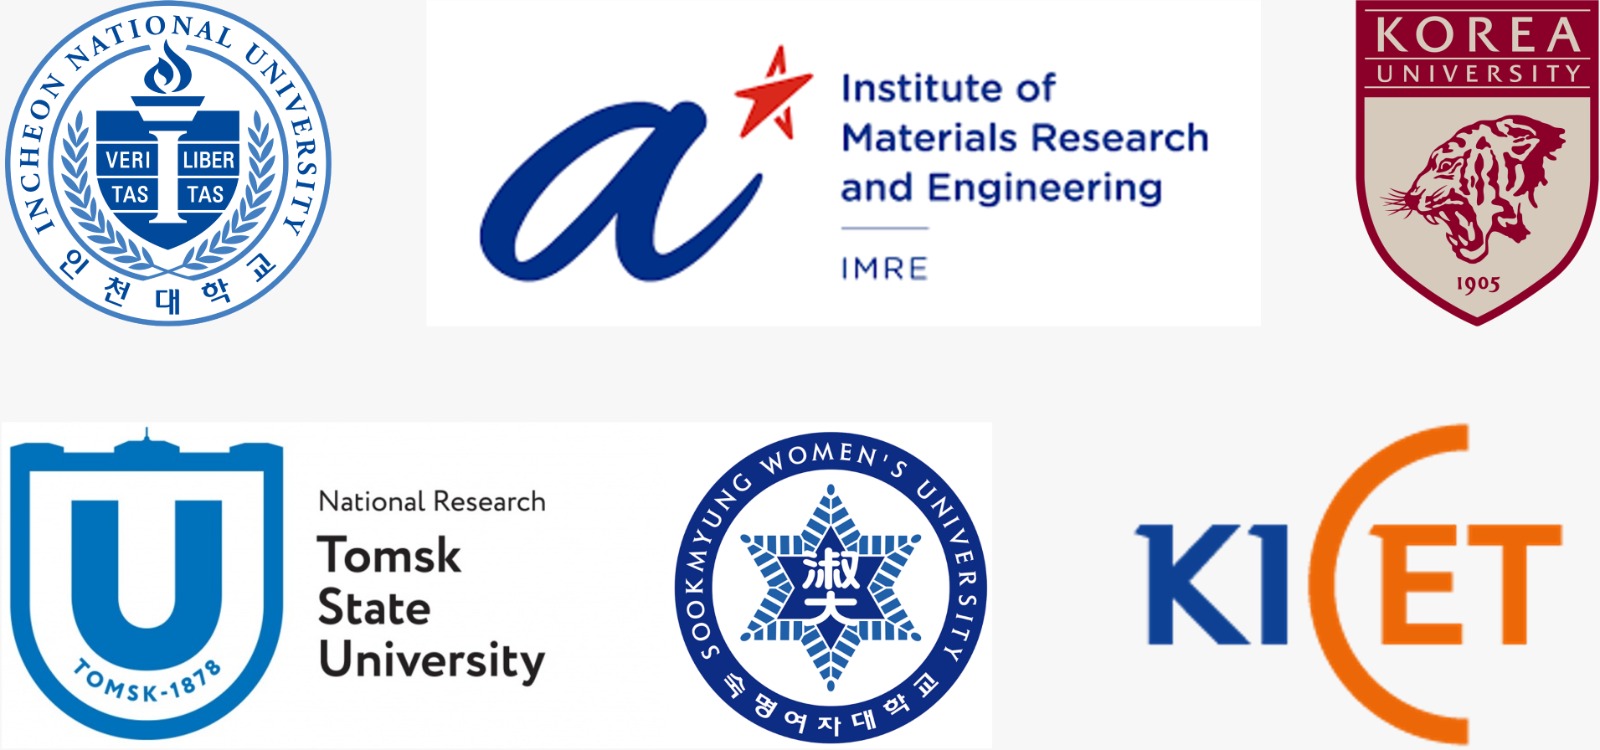 INCHEON NATIONAL UNIVERSITY
VERI LIBER
TAS TAS
인천대학교
a
Institute of
Materials Research
and Engineering
IMRE
KOREA
UNIVERSITY
1905
U
TOMSK-1878
National Research
Tomsk
State
University
SOOKMYUNG WOMEN'S UNIVERSITY
淑大
숙명여자대학교
KICET